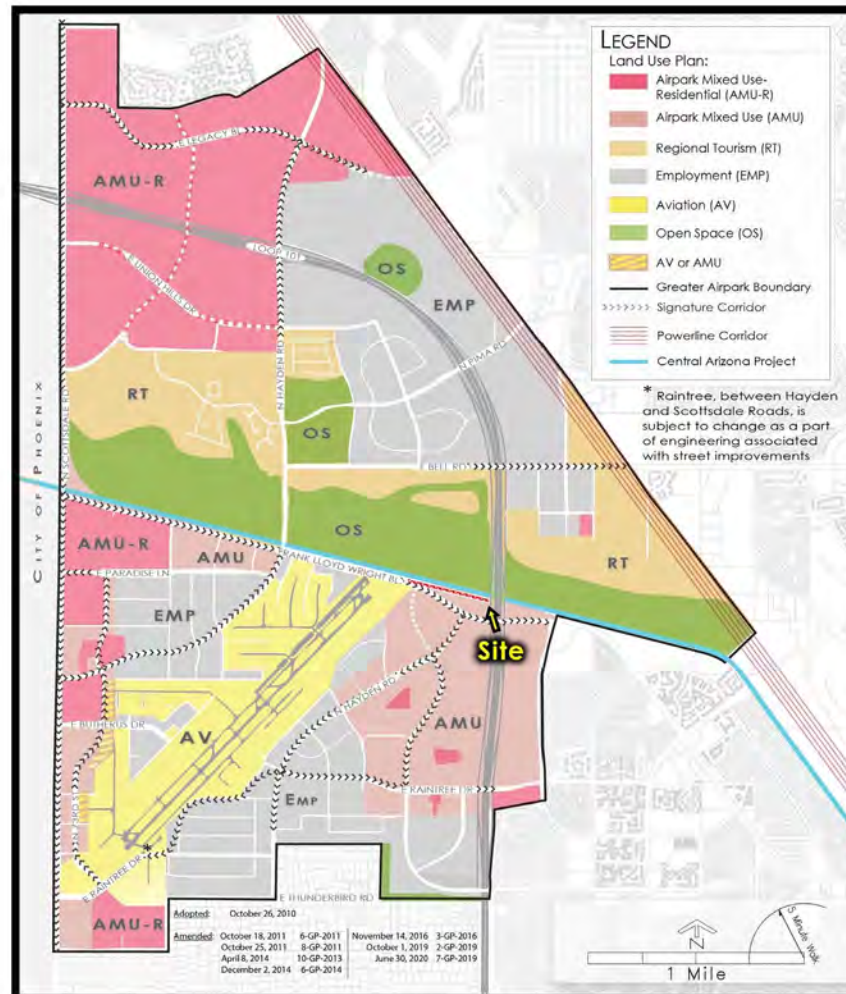 LEGEND
Land Use Plan:
Airpark Mixed Use-
Residential (AMU-R)
Airpark Mixed Use (AMU)
Regional Tourism (RT)
Employment (EMP)
Aviation (AV)
Open Space (OS)
AV or AMU
Greater Airpark Boundary
Signature Corridor
Powerline Corridor
Central Arizona Project
* Raintree, between Hayden
and Scottsdale Roads, is
subject to change as a part
of engineering associated
with street improvements
E LEGACY BL
AMU-R
LOOP 101
OS
E UNION HILLS DR
EMP
N PIMA RD
N HAYDEN RD
RT
OS
N SCOTTSDALE RD
CITY OF PHOENIX
E BELL RD
OS
RT
AMU-R
AMU
FRANK LLOYD WRIGHT BL
E PARADISE LN
EMP
Site
N HAYDEN RD
AMU
E BUTHERUS DR
AV
E RAINTREE DR
EMP
N 73RD ST
*
E RAINTREE DR
E THUNDERBIRD RD
AMU-R
Adopted: October 26, 2010
Amended: October 18, 2011 6-GP-2011 November 14, 2016 3-GP-2016
October 25, 2011 8-GP-2011 October 1, 2019 2-GP-2019
April 8, 2014 10-GP-2013 June 30, 2020 7-GP-2019
December 2, 2014 6-GP-2014
N
5 Minute Walk
1 Mile